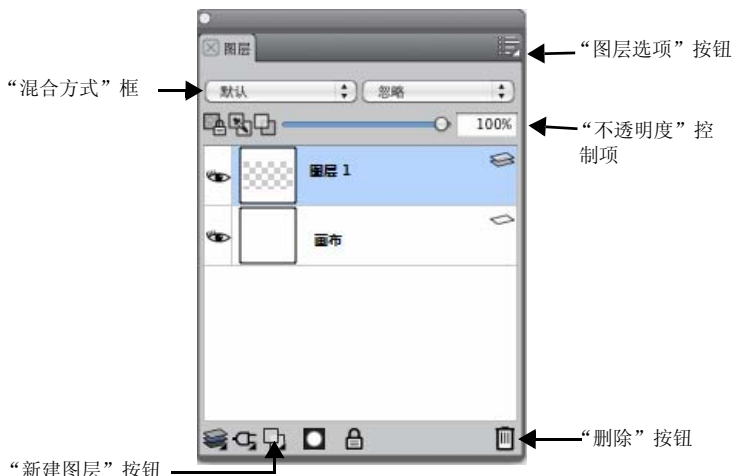 图层
“图层选项”按钮
“混合方式”框
默认
忽略
100%
“不透明度”控
制项
图层 1
画布
“删除”按钮
“新建图层”按钮